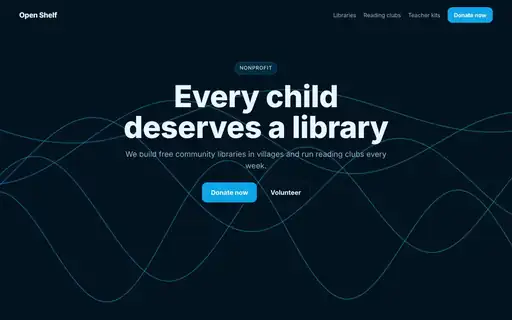 Open Shelf
Libraries
Reading clubs
Teacher kits
Donate now
NONPROFIT
Every child
deserves a library
We build free community libraries in villages and run reading clubs every
week.
Donate now
Volunteer